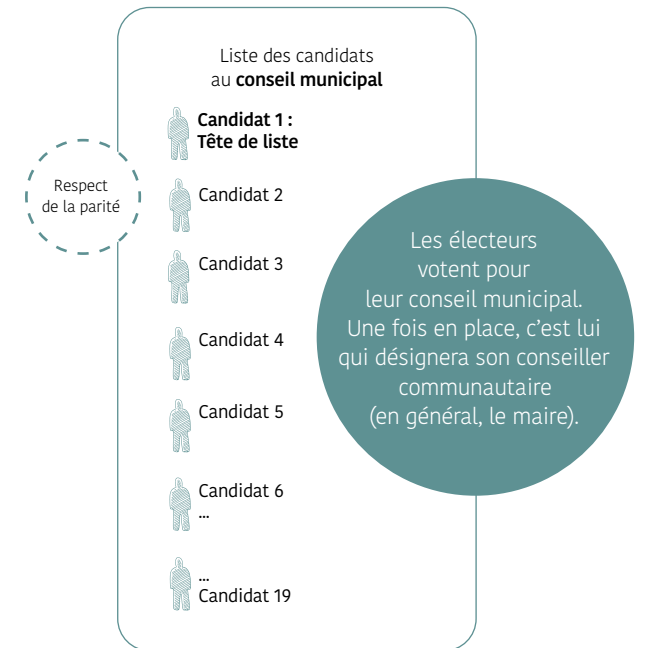 Liste des candidats
au conseil municipal
Candidat 1 :
Tête de liste
Respect
de la parité
Candidat 2
Candidat 3
Candidat 4
Candidat 5
Candidat 6
...
...
Candidat 19
Les électeurs
votent pour
leur conseil municipal.
Une fois en place, c’est lui
qui désignera son conseiller
communautaire
(en général, le maire).